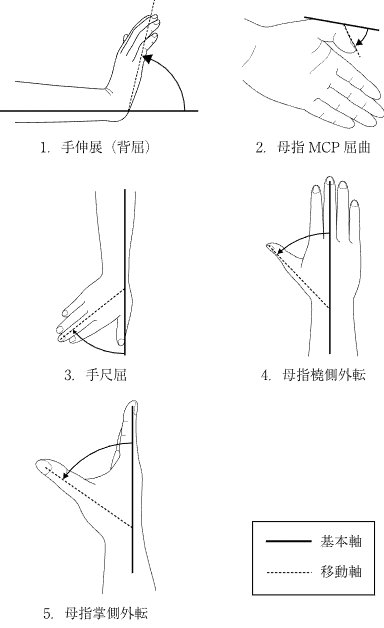 1. 手伸展（背屈）
2. 母指 MCP 屈曲
3. 手尺屈
4. 母指橈側外転
5. 母指掌側外転
基本軸
移動軸